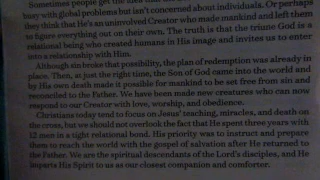 Sometimes people get the idea that
busy with global problems but isn't concerned about individuals. Or perhaps
they think that He's an uninvolved Creator who made mankind and left them
to figure everything out on their own. The truth is that the triune God is a
relational being who created humans in His image and invites us to enter
into a relationship with Him.
Although sin broke that possibility, the plan of redemption was already in
place. Then, at just the right time, the Son of God came into the world and
by His own death made it possible for mankind to be set free from sin and
reconciled to the Father. We have been made new creatures who can now
respond to our Creator with love, worship, and obedience.
Christians today tend to focus on Jesus' teaching, miracles, and death on
the cross, but we should not overlook the fact that He spent three years with
12 men in a tight relational bond. His priority was to instruct and prepare
them to reach the world with the gospel of salvation after He returned to
the Father. We are the spiritual descendants of the Lord's disciples, and He
imparts His Spirit to us as our closest companion and comforter.